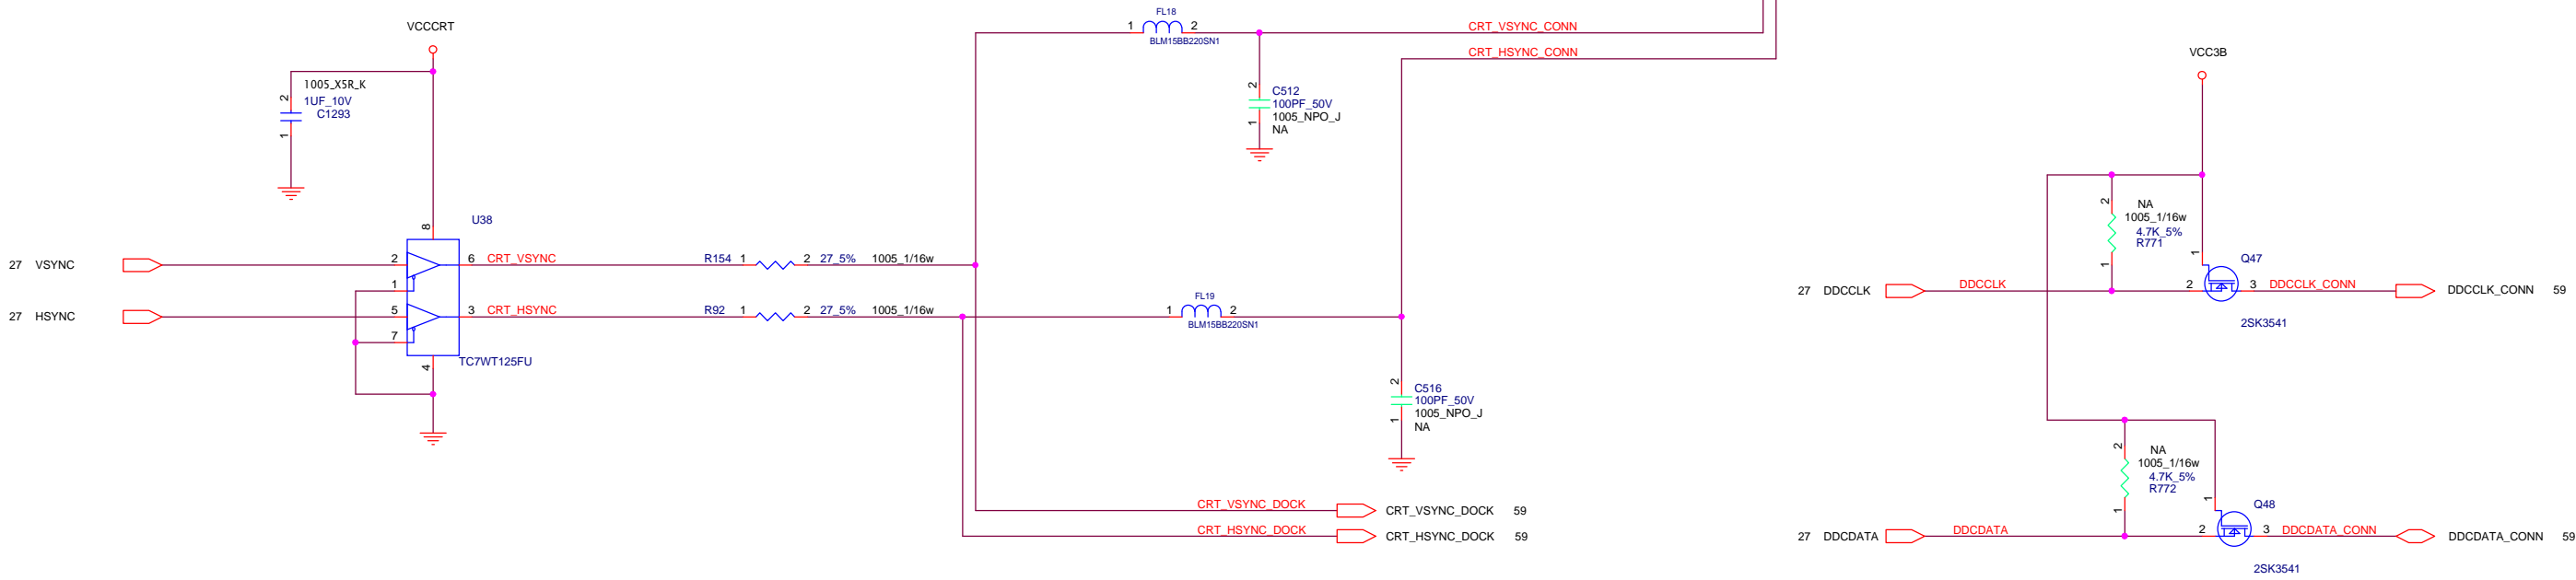 VCCCRT
1005_X5R_K
2
1UF_10V
C1293
1
FL18
1 2
BLM15BB220SN1
CRT_VSYNC_CONN
CRT_HSYNC_CONN
2
C512
100PF_50V
1005_NPO_J
1
NA
U38
8
27 VSYNC
2
6 CRT_VSYNC
R154 1 2 27_5% 1005_1/16w
1
27 HSYNC
5
3 CRT_HSYNC
R92 1 2 27_5% 1005_1/16w
7
4
TC7WT125FU
FL19
1 2
BLM15BB220SN1
2
C516
100PF_50V
1005_NPO_J
1
NA
CRT_VSYNC_DOCK
CRT_VSYNC_DOCK 59
CRT_HSYNC_DOCK
CRT_HSYNC_DOCK 59
VCC3B
2
NA
1005_1/16w
4.7K_5%
R771
1
1
Q47
27 DDCCLK
DDCCLK
2
3 DDCCLK_CONN
DDCCLK_CONN 59
2SK3541
2
NA
1005_1/16w
4.7K_5%
R772
1
1
Q48
27 DDCDATA
DDCDATA
2
3 DDCDATA_CONN
DDCDATA_CONN 59
2SK3541